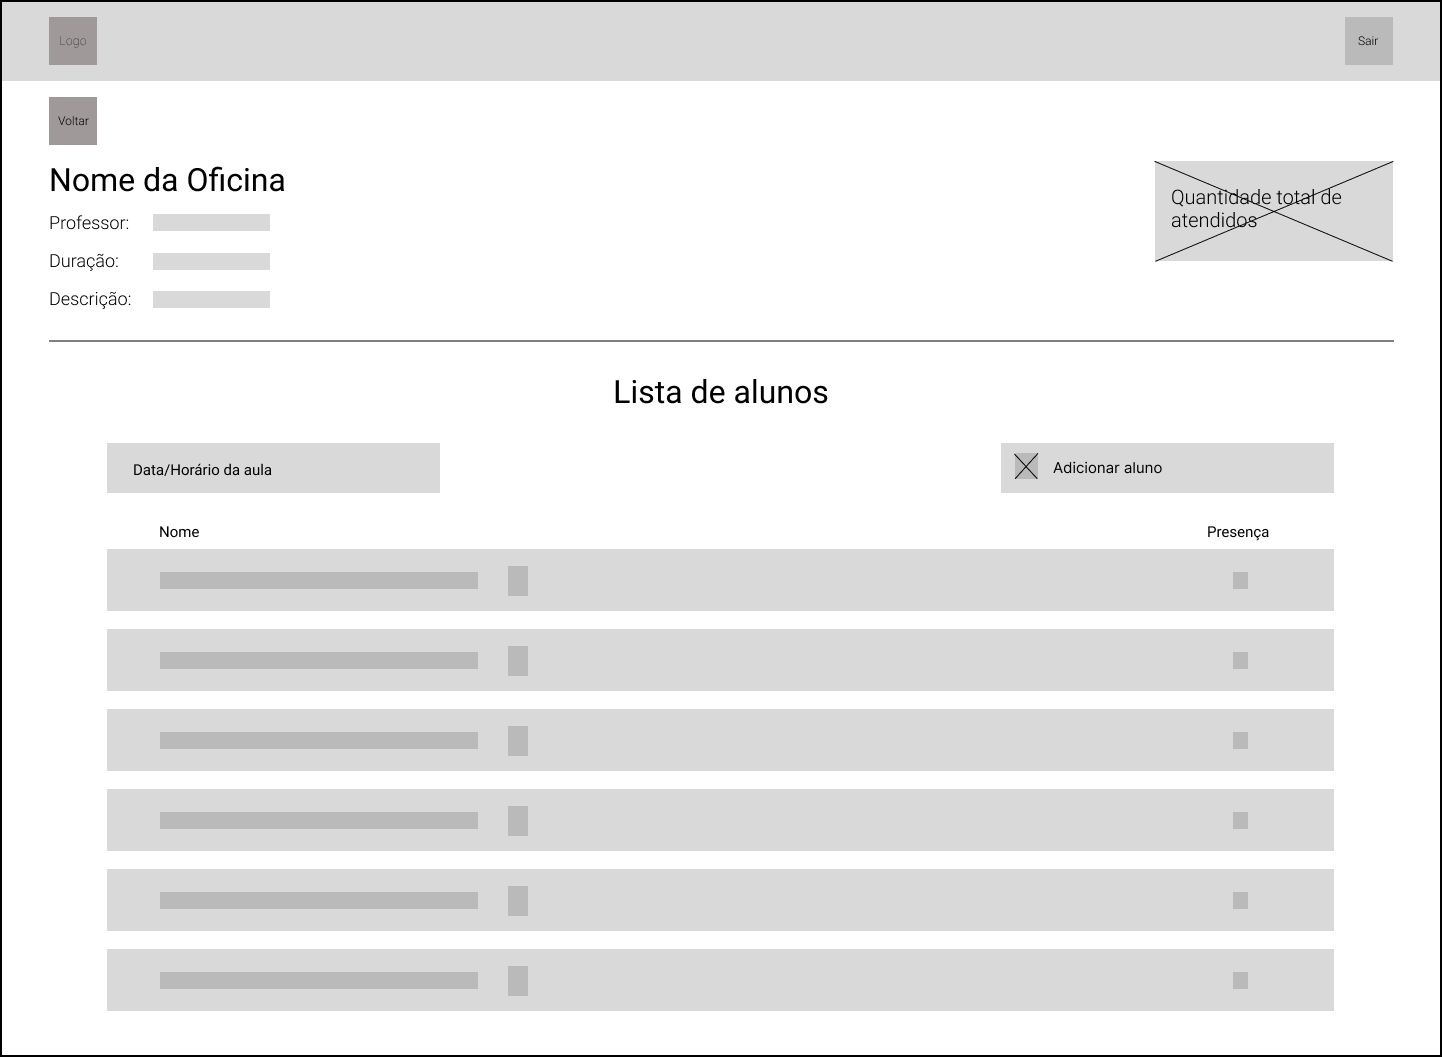 Logo
Sair
Voltar
Nome da Oficina
Professor:
Duração:
Descrição:
Quantidade total de
atendidos
Lista de alunos
Data/Horário da aula
Adicionar aluno
Nome
Presença